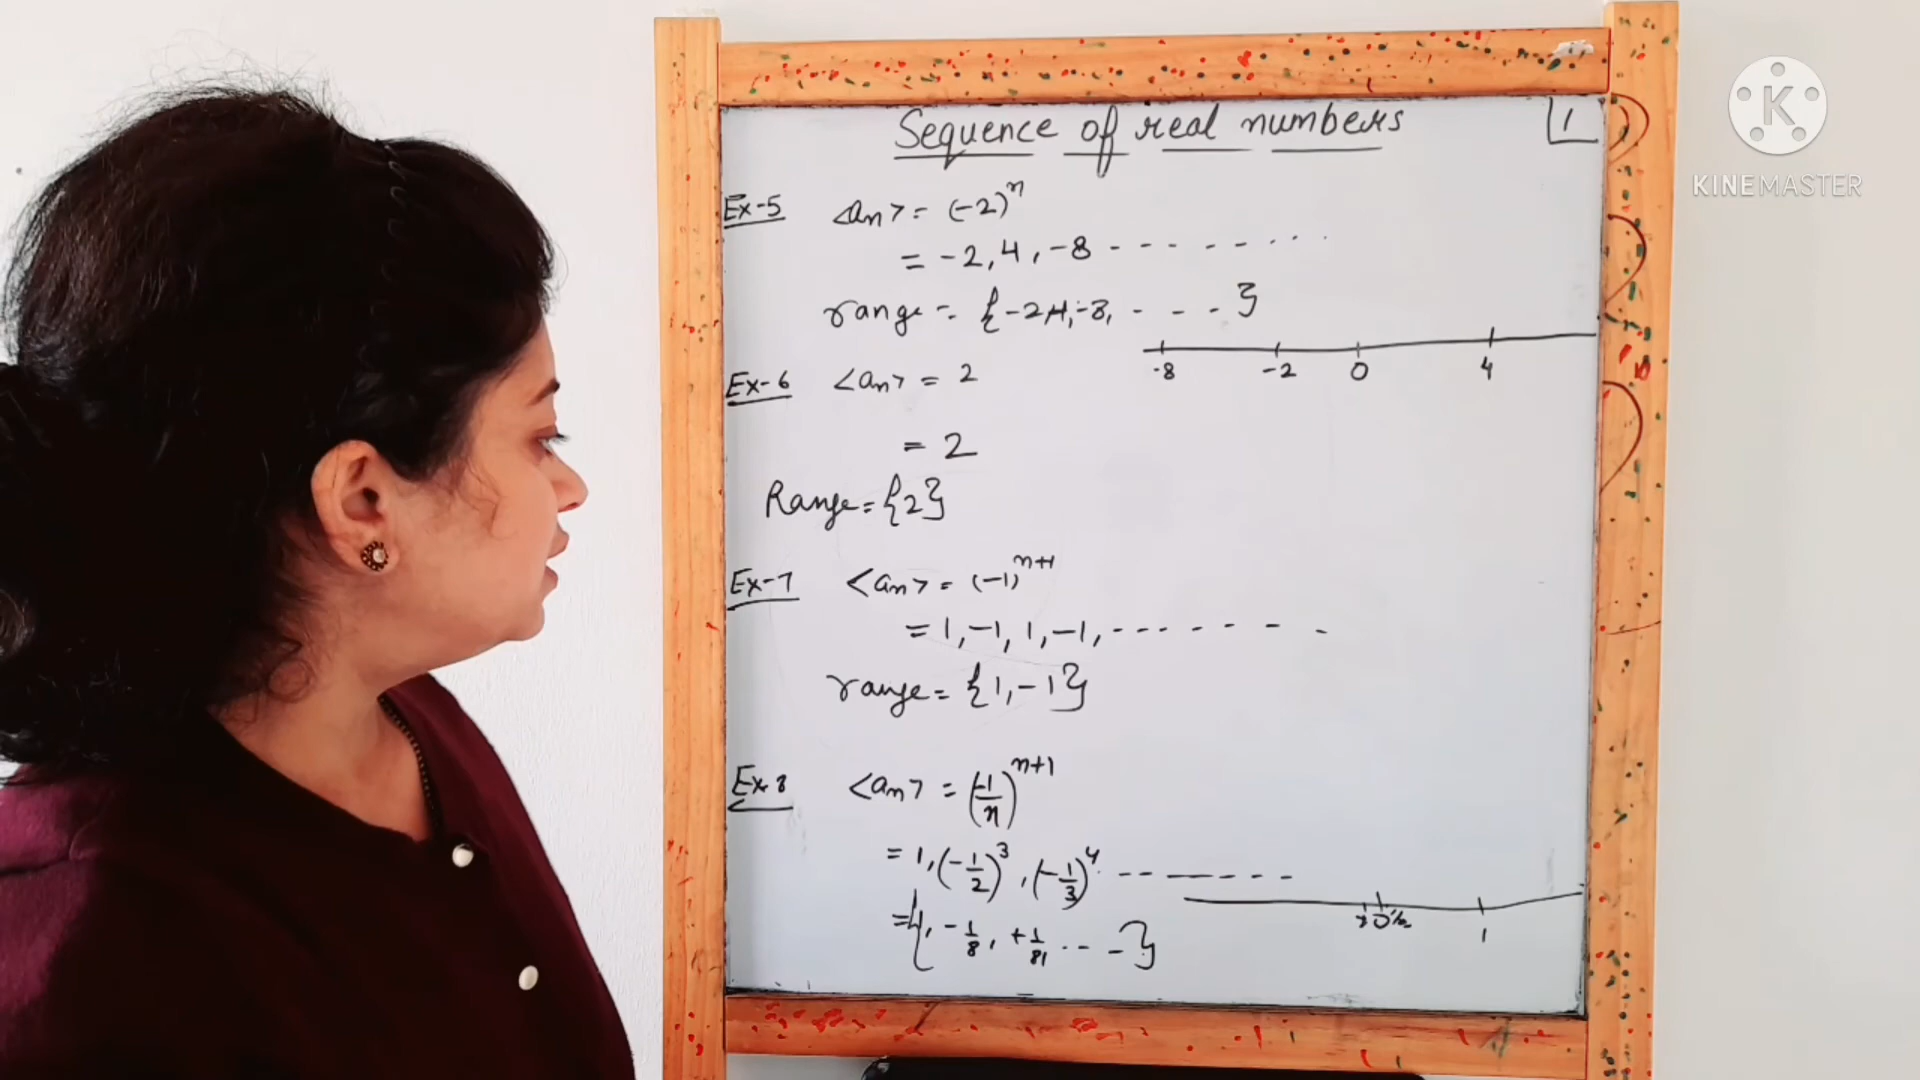 Sequence of real numbers
1
Ex-5 <an> = (-2)^n
= -2, 4, -8 - - - - - - - - -
range = {-2, 4, -8, - - - -}
-8 -2 0 4
Ex-6 <an> = 2
= 2
Range = {2}
Ex-7 <an> = (-1)^n+1
= 1, -1, 1, -1, - - - - - - - -
range = {1, -1}
Ex-8 <an> = (-1/n)^n+1
= 1, (-1/2)^3, (-1/3)^4 - - - - - - - -
= {1, -1/8, +1/81, - - - -}
0 1
K
KINEMASTER